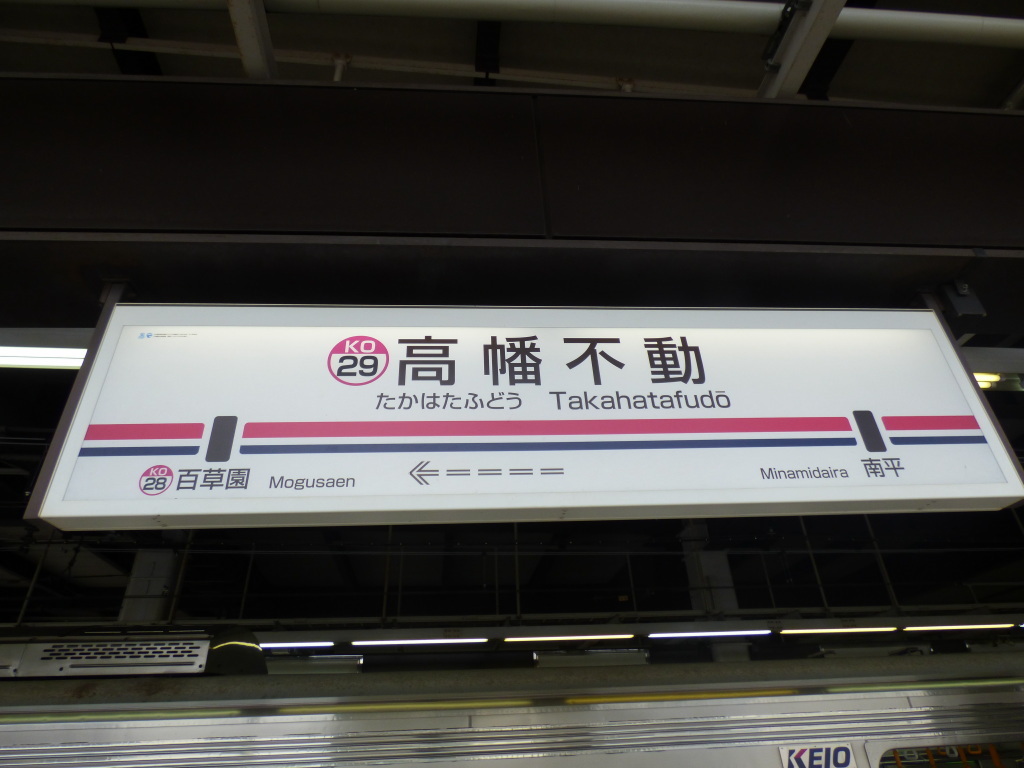 KO
29
高幡不動
たかはたふどう Takahatafudō
KO
28
百草園 Mogusaen
Minamidaira 南平
KEIO